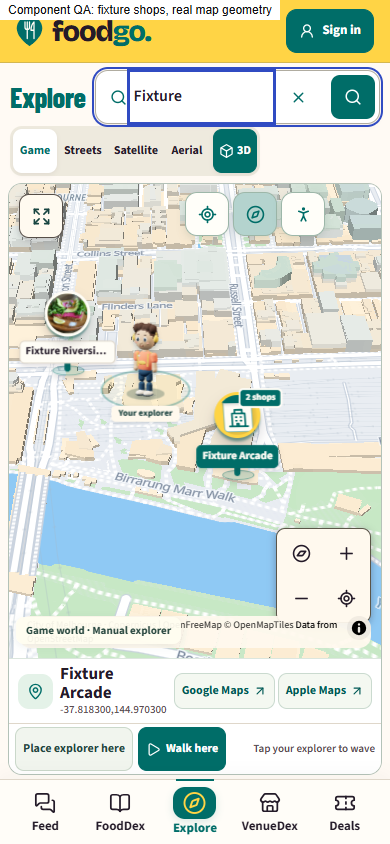 Component QA: fixture shops, real map geometry
foodgo.
Sign in
Explore
Fixture
Game
Streets
Satellite
Aerial
3D
Collins Street
Flinders Lane
Russell Street
Fixture Riversi...
Your explorer
2 shops
Fixture Arcade
Birrarung Marr Walk
Game world · Manual explorer
nFreeMap © OpenMapTiles Data from
Fixture
Arcade
-37.818300,144.970300
Google Maps
Apple Maps
Place explorer here
Walk here
Tap your explorer to wave
Feed
FoodDex
Explore
VenueDex
Deals